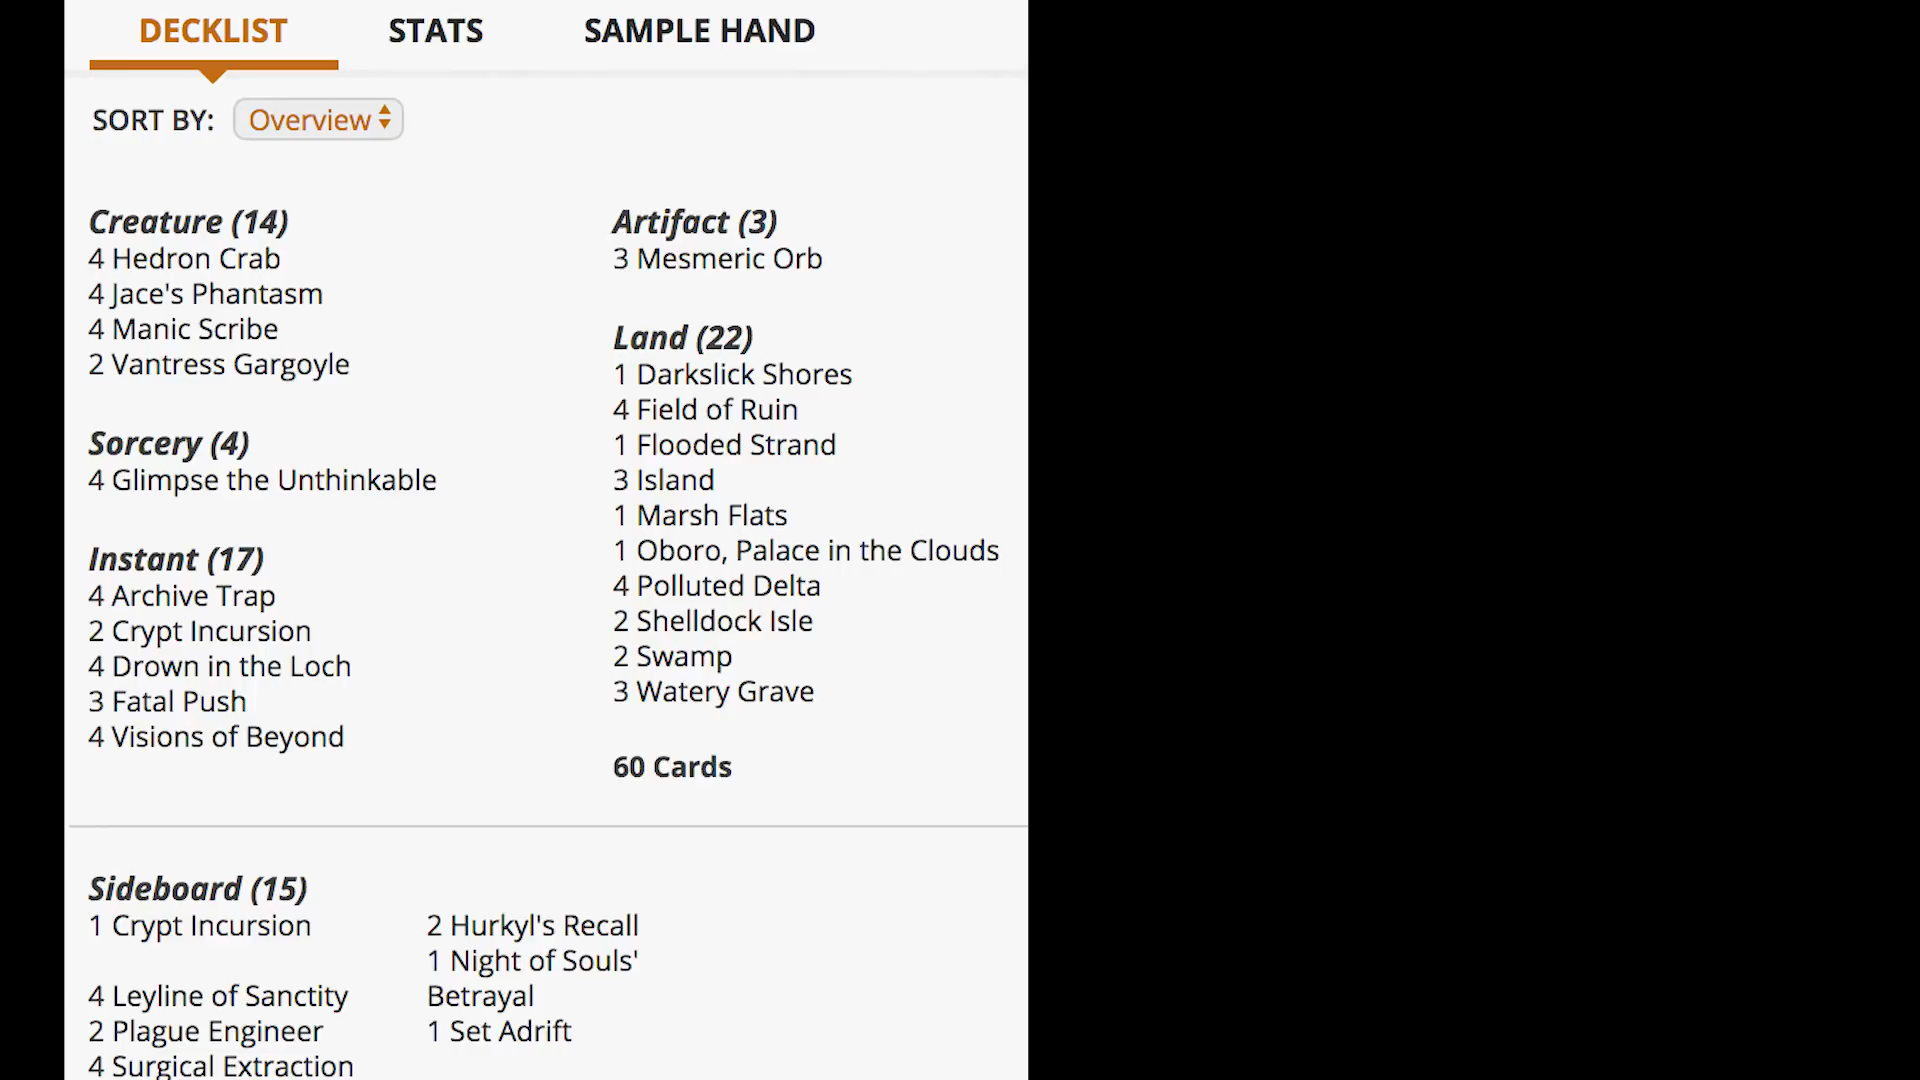 DECKLIST STATS SAMPLE HAND
SORT BY: Overview
Creature (14)
4 Hedron Crab
4 Jace's Phantasm
4 Manic Scribe
2 Vantress Gargoyle
Sorcery (4)
4 Glimpse the Unthinkable
Instant (17)
4 Archive Trap
2 Crypt Incursion
4 Drown in the Loch
3 Fatal Push
4 Visions of Beyond
Artifact (3)
3 Mesmeric Orb
Land (22)
1 Darkslick Shores
4 Field of Ruin
1 Flooded Strand
3 Island
1 Marsh Flats
1 Oboro, Palace in the Clouds
4 Polluted Delta
2 Shelldock Isle
2 Swamp
3 Watery Grave
60 Cards
Sideboard (15)
1 Crypt Incursion
4 Leyline of Sanctity
2 Plague Engineer
4 Surgical Extraction
2 Hurkyl's Recall
1 Night of Souls'
Betrayal
1 Set Adrift